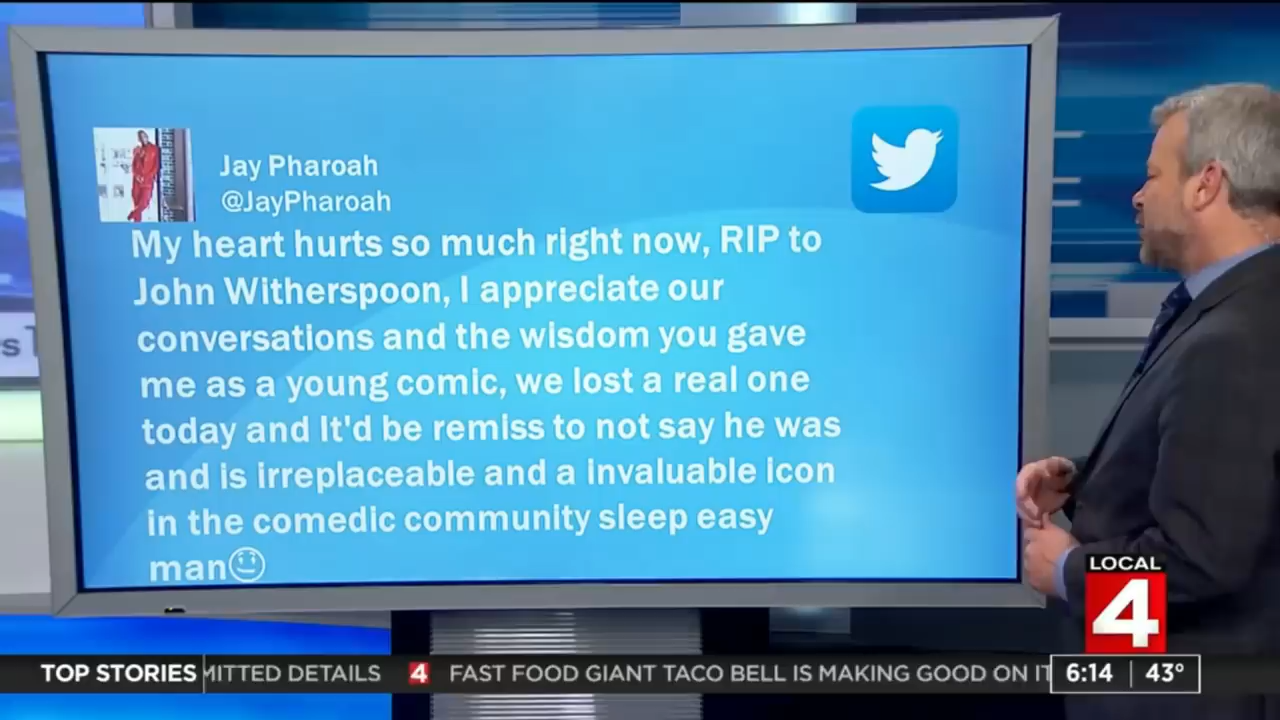 Jay Pharoah
@JayPharoah
My heart hurts so much right now, RIP to
John Witherspoon, I appreciate our
conversations and the wisdom you gave
me as a young comic, we lost a real one
today and It'd be remiss to not say he was
and is irreplaceable and a invaluable icon
in the comedic community sleep easy
man
LOCAL
4
TOP STORIES MITTED DETAILS 4 FAST FOOD GIANT TACO BELL IS MAKING GOOD ON IT 6:14 43°